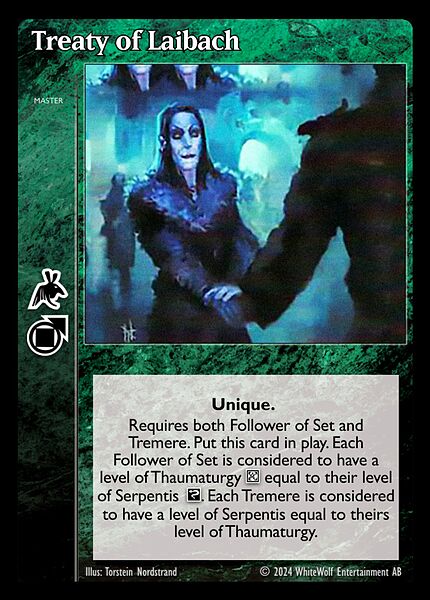 Treaty of Laibach
MASTER
Unique.
Requires both Follower of Set and
Tremere. Put this card in play. Each
Follower of Set is considered to have a
level of Thaumaturgy equal to their level
of Serpentis . Each Tremere is considered
to have a level of Serpentis equal to theirs
level of Thaumaturgy.
Illus: Torstein Nordstrand © 2024 WhiteWolf Entertainment AB